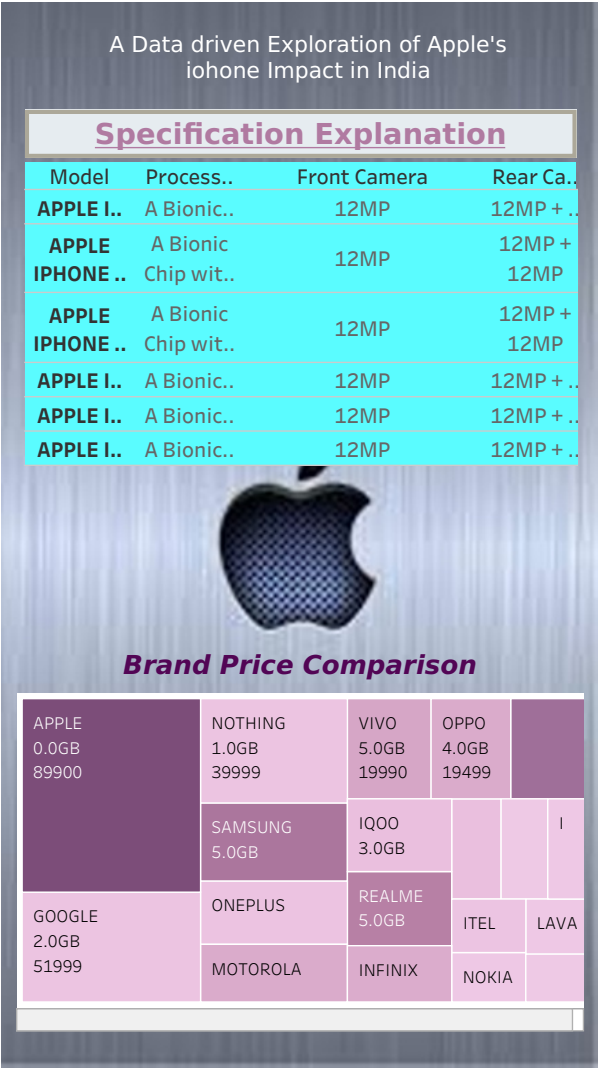 A Data driven Exploration of Apple's
iohone Impact in India
Specification Explanation
Model Process.. Front Camera Rear Ca..
APPLE I.. A Bionic.. 12MP 12MP + ..
APPLE IPHONE .. A Bionic Chip wit.. 12MP 12MP + 12MP
APPLE IPHONE .. A Bionic Chip wit.. 12MP 12MP + 12MP
APPLE I.. A Bionic.. 12MP 12MP + ..
APPLE I.. A Bionic.. 12MP 12MP + ..
APPLE I.. A Bionic.. 12MP 12MP + ..
Brand Price Comparison
APPLE
0.0GB
89900
GOOGLE
2.0GB
51999
NOTHING
1.0GB
39999
SAMSUNG
5.0GB
ONEPLUS
MOTOROLA
VIVO
5.0GB
19990
OPPO
4.0GB
19499
IQOO
3.0GB
REALME
5.0GB
INFINIX
I
ITEL
LAVA
NOKIA